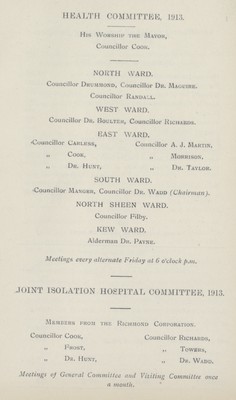 HEALTH COMMITTEE, 1913.
His Worship the Mayor,
Councillor Cook.
NORTH WARD.
Councillor Drummond, Councillor Dr. Maguire.
Councillor Randall.
WEST WARD.
Councillor Dr. Boulter, Councillor Richards.
EAST WARD.
Councillor Carless, Councillor A. J. Martin,
„ Cook, „ Morrison,
„ Dr. Hunt, „ Dr. Taylor.
SOUTH WARD.
Councillor Manger, Councillor Dr. Wadd (Chairman).
NORTH SHEEN WARD.
Councillor Filby.
KEW WARD.
Alderman Dr. Payne.
Meetings every alternate Friday at 6 o'clock p.m.
JOINT ISOLATION HOSPITAL COMMITTEE, 1913.
Members from the Richmond Corporation.
Councillor Cook, Councillor Richards,
„ Frost, „ Towers,
„ Dr. Hunt, „ Dr. Wadd.
Meetings of General Committee and Visiting Committee once
a month.